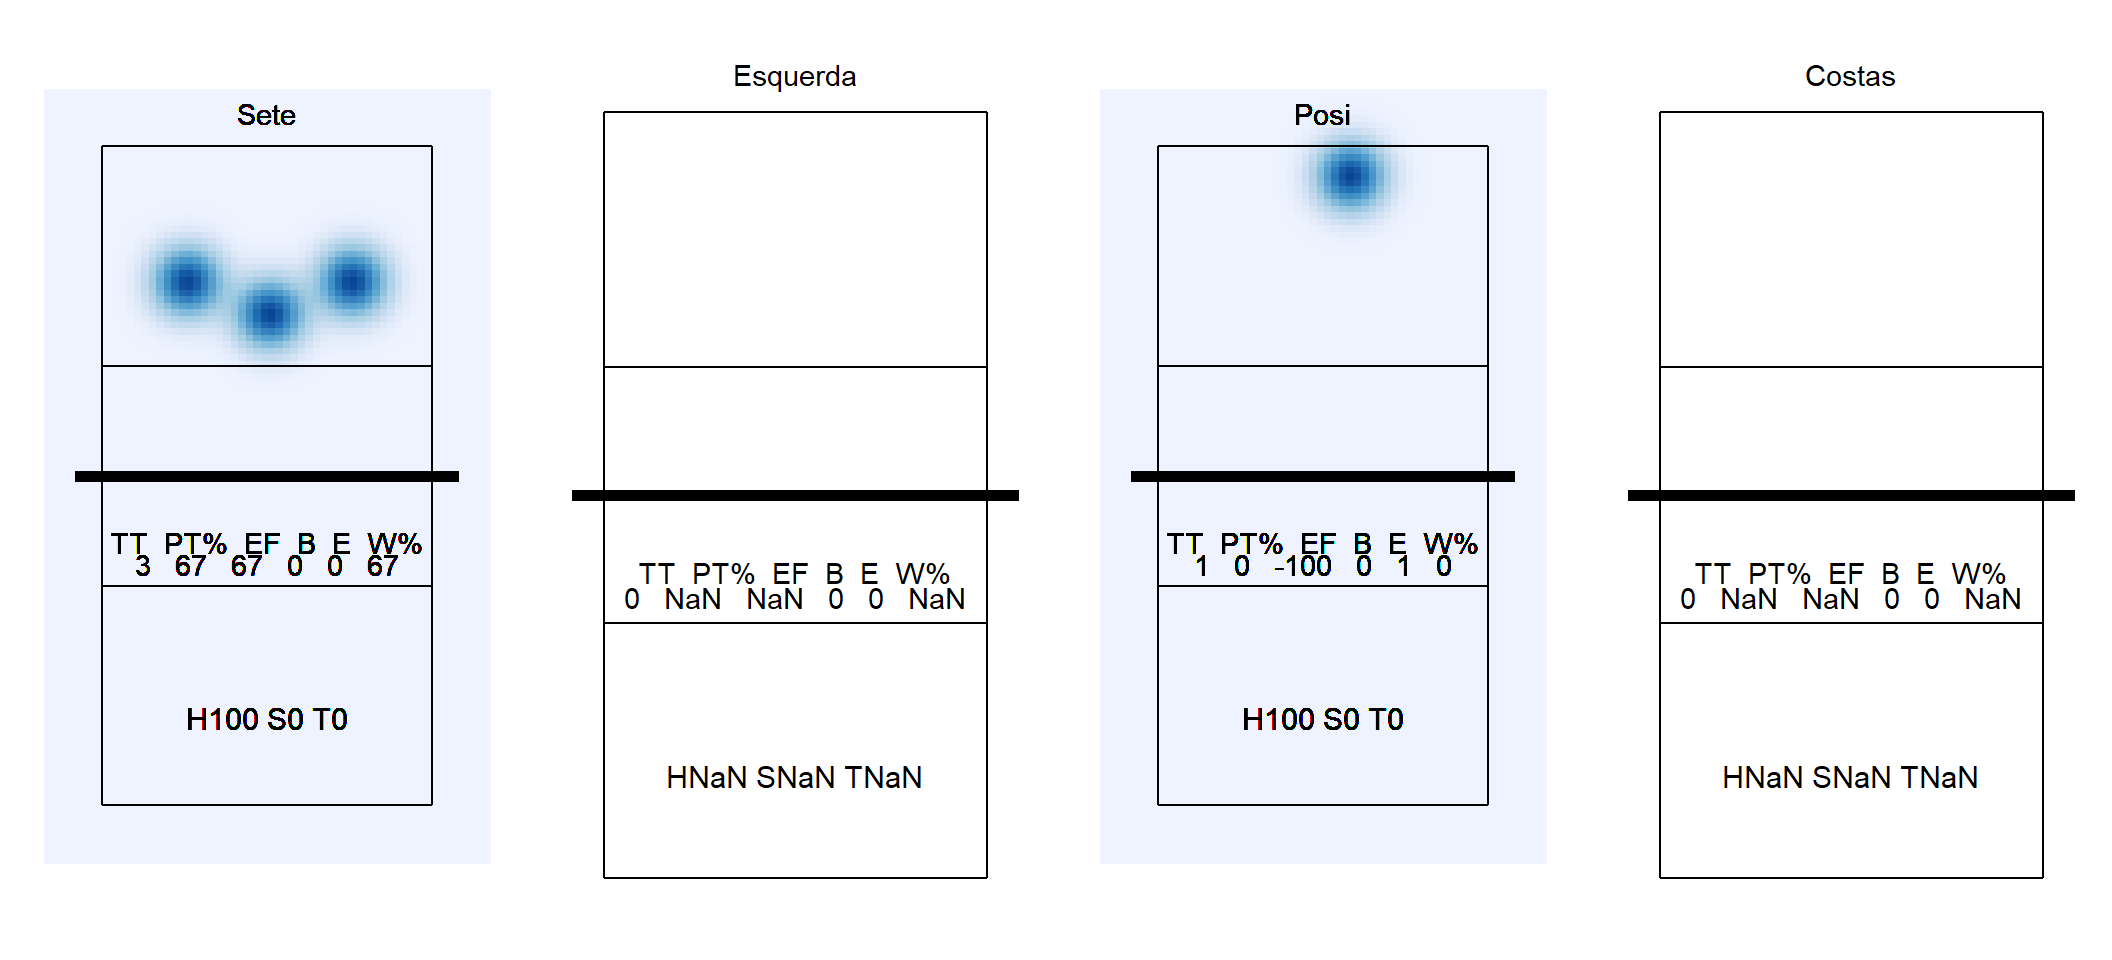 Sete
TT PT% EF B E W%
3 67 67 0 0 67
H100 S0 T0
Esquerda
TT PT% EF B E W%
0 NaN NaN 0 0 NaN
HNaN SNaN TNaN
Posi
TT PT% EF B E W%
1 0 -100 0 1 0
H100 S0 T0
Costas
TT PT% EF B E W%
0 NaN NaN 0 0 NaN
HNaN SNaN TNaN